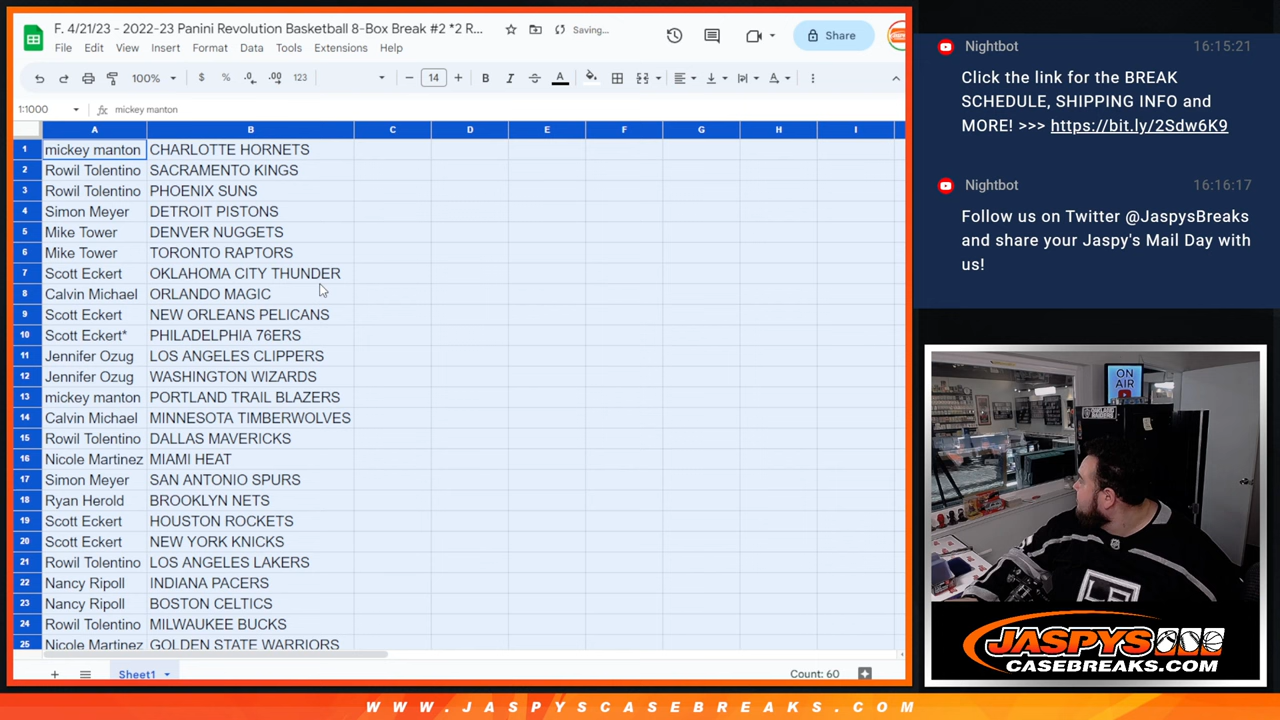 F. 4/21/23 - 2022-23 Panini Revolution Basketball 8-Box Break #2 *2 R...
Saving...
Share
File Edit View Insert Format Data Tools Extensions Help
100% $ % .0 .00 123 14 B I A
1:1000 fx mickey manton
A B C D E F G H I
1 mickey manton CHARLOTTE HORNETS
2 Rowil Tolentino SACRAMENTO KINGS
3 Rowil Tolentino PHOENIX SUNS
4 Simon Meyer DETROIT PISTONS
5 Mike Tower DENVER NUGGETS
6 Mike Tower TORONTO RAPTORS
7 Scott Eckert OKLAHOMA CITY THUNDER
8 Calvin Michael ORLANDO MAGIC
9 Scott Eckert NEW ORLEANS PELICANS
10 Scott Eckert* PHILADELPHIA 76ERS
11 Jennifer Ozug LOS ANGELES CLIPPERS
12 Jennifer Ozug WASHINGTON WIZARDS
13 mickey manton PORTLAND TRAIL BLAZERS
14 Calvin Michael MINNESOTA TIMBERWOLVES
15 Rowil Tolentino DALLAS MAVERICKS
16 Nicole Martinez MIAMI HEAT
17 Simon Meyer SAN ANTONIO SPURS
18 Ryan Herold BROOKLYN NETS
19 Scott Eckert HOUSTON ROCKETS
20 Scott Eckert NEW YORK KNICKS
21 Rowil Tolentino LOS ANGELES LAKERS
22 Nancy Ripoll INDIANA PACERS
23 Nancy Ripoll BOSTON CELTICS
24 Rowil Tolentino MILWAUKEE BUCKS
25 Nicole Martinez GOLDEN STATE WARRIORS
Sheet1
Count: 60
Nightbot 16:15:21
Click the link for the BREAK
SCHEDULE, SHIPPING INFO and
MORE! >>> https://bit.ly/2Sdw6K9
Nightbot 16:16:17
Follow us on Twitter @JaspysBreaks
and share your Jaspy's Mail Day with
us!
ON
AIR
JASPYS
CASEBREAKS.COM
WWW.JASPYSCASEBREAKS.COM